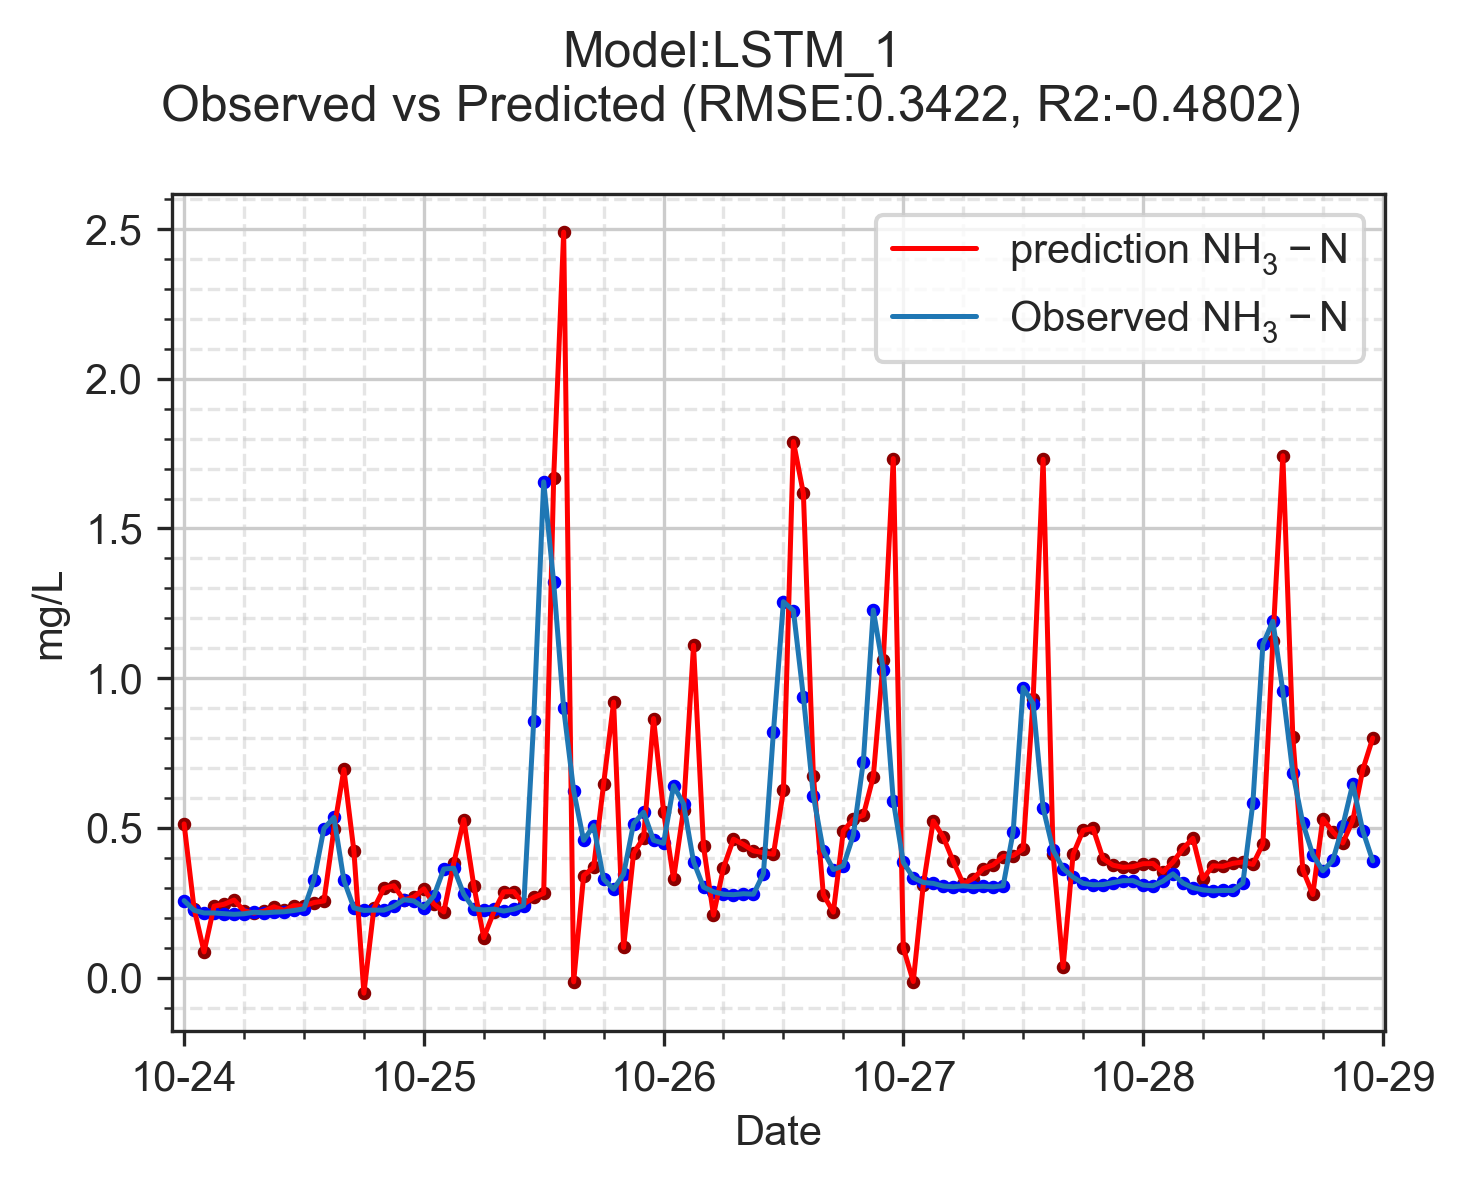 Model:LSTM_1
Observed vs Predicted (RMSE:0.3422, R2:-0.4802)
prediction NH₃ − N
Observed NH₃ − N
2.5
2.0
1.5
1.0
0.5
0.0
mg/L
10-24 10-25 10-26 10-27 10-28 10-29
Date